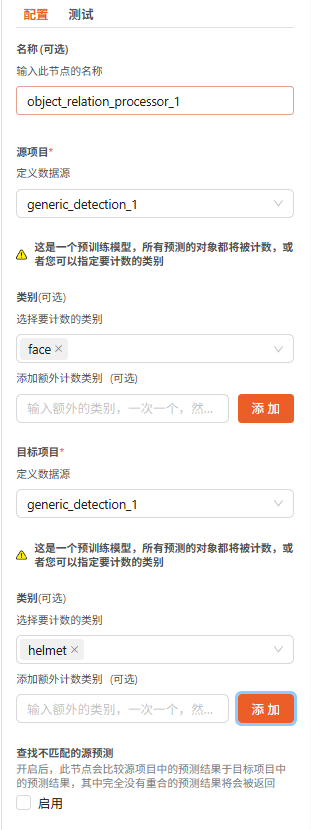 配置 测试
名称 (可选)
输入此节点的名称
object_relation_processor_1
源项目*
定义数据源
generic_detection_1
这是一个预训练模型，所有预测的对象都将被计数，或
者您可以指定要计数的类别
类别(可选)
选择要计数的类别
face ×
添加额外计数类别 (可选)
输入额外的类别，一次一个，然... 添 加
目标项目*
定义数据源
generic_detection_1
这是一个预训练模型，所有预测的对象都将被计数，或
者您可以指定要计数的类别
类别(可选)
选择要计数的类别
helmet ×
添加额外计数类别 (可选)
输入额外的类别，一次一个，然... 添 加
查找不匹配的源预测
开启后，此节点会比较源项目中的预测结果于目标项目中
的预测结果，其中完全没有重合的预测结果将会被返回
启用